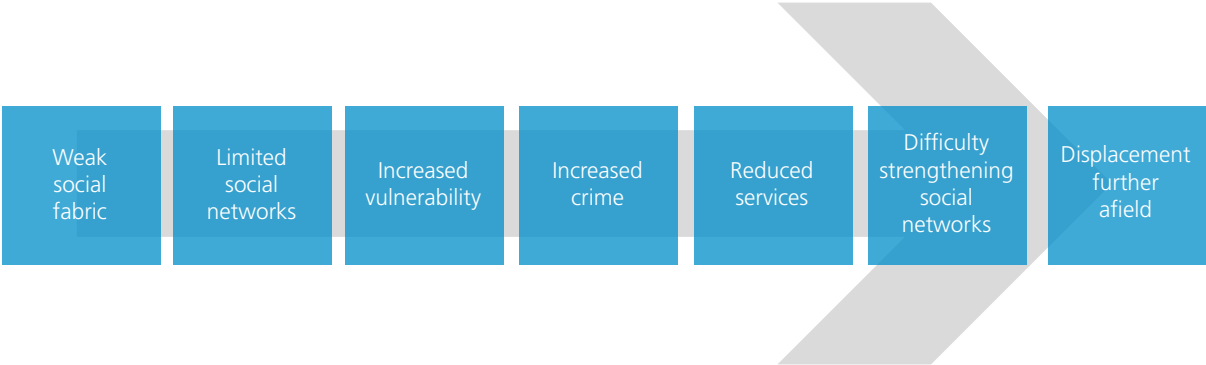 Weak
social
fabric
Limited
social
networks
Increased
vulnerability
Increased
crime
Reduced
services
Difficulty
strengthening
social
networks
Displacement
further
afield